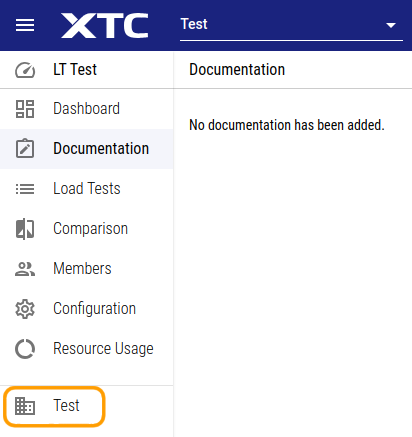 XTC
Test
LT Test
Documentation
Dashboard
No documentation has been added.
Documentation
Load Tests
Comparison
Members
Configuration
Resource Usage
Test